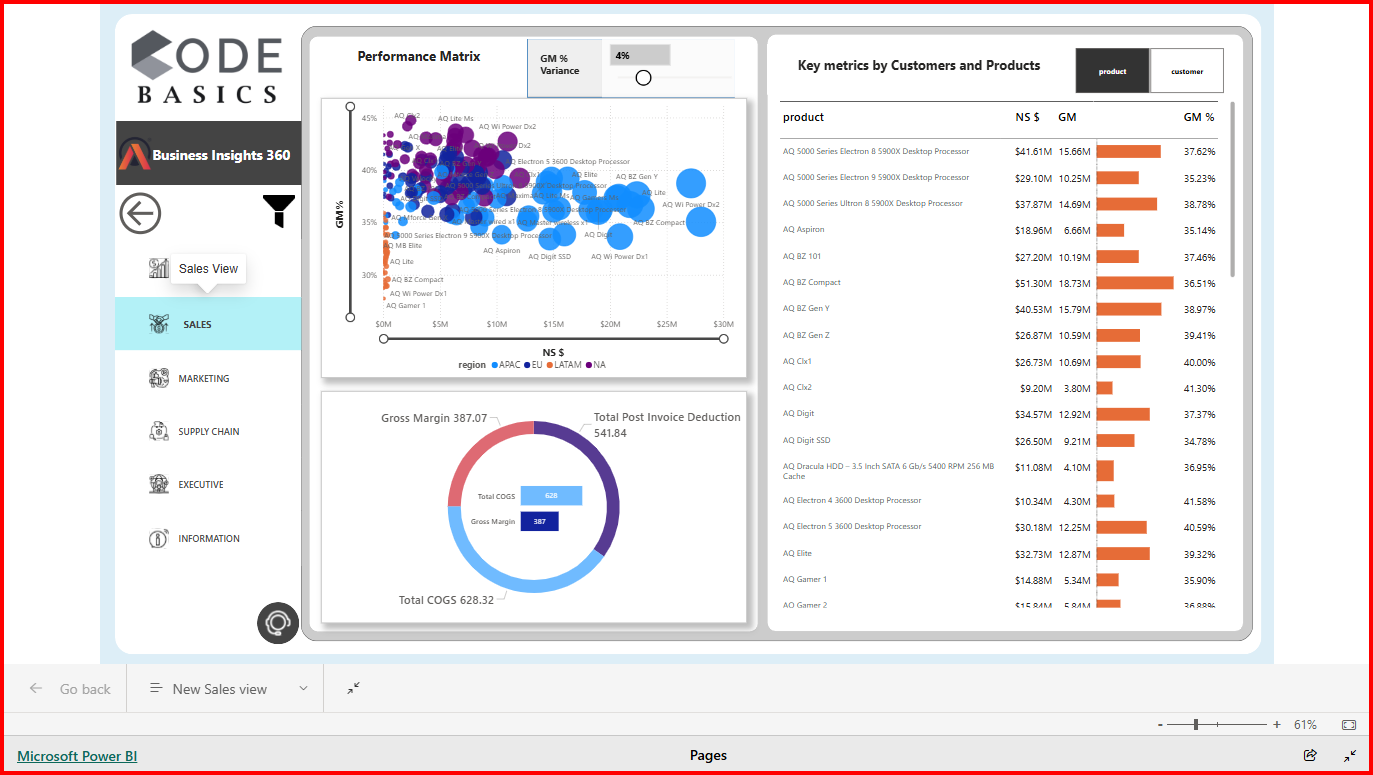 CODE
BASICS
Business Insights 360
Sales View
SALES
MARKETING
SUPPLY CHAIN
EXECUTIVE
INFORMATION
Performance Matrix
GM %
Variance
4%
45%
40%
35%
30%
GM%
AQ Lite Ms
AQ Wi Power Dx2
AQ Electron 5 3600 Desktop Processor
AQ Elite
AQ BZ Gen Y
AQ Lite
AQ Wi Power Dx2
AQ BZ Compact
AQ Digit
AQ Wi Power Dx1
AQ Digit SSD
AQ Aspiron
AQ MB Elite
AQ Lite
AQ BZ Compact
AQ Wi Power Dx1
AQ Gamer 1
$0M $5M $10M $15M $20M $25M $30M
NS $
region APAC EU LATAM NA
Gross Margin 387.07
Total Post Invoice Deduction
541.84
Total COGS 628
Gross Margin 387
Total COGS 628.32
Key metrics by Customers and Products
product customer
product NS $ GM GM %
AQ 5000 Series Electron 8 5900X Desktop Processor $41.61M 15.66M 37.62%
AQ 5000 Series Electron 9 5900X Desktop Processor $29.10M 10.25M 35.23%
AQ 5000 Series Ultron 8 5900X Desktop Processor $37.87M 14.69M 38.78%
AQ Aspiron $18.96M 6.66M 35.14%
AQ BZ 101 $27.20M 10.19M 37.46%
AQ BZ Compact $51.30M 18.73M 36.51%
AQ BZ Gen Y $40.53M 15.79M 38.97%
AQ BZ Gen Z $26.87M 10.59M 39.41%
AQ Clx1 $26.73M 10.69M 40.00%
AQ Clx2 $9.20M 3.80M 41.30%
AQ Digit $34.57M 12.92M 37.37%
AQ Digit SSD $26.50M 9.21M 34.78%
AQ Dracula HDD – 3.5 Inch SATA 6 Gb/s 5400 RPM 256 MB
Cache $11.08M 4.10M 36.95%
AQ Electron 4 3600 Desktop Processor $10.34M 4.30M 41.58%
AQ Electron 5 3600 Desktop Processor $30.18M 12.25M 40.59%
AQ Elite $32.73M 12.87M 39.32%
AQ Gamer 1 $14.88M 5.34M 35.90%
AQ Gamer 2 $15.84M 5.84M 36.88%
Go back
New Sales view
- + 61%
Microsoft Power BI
Pages